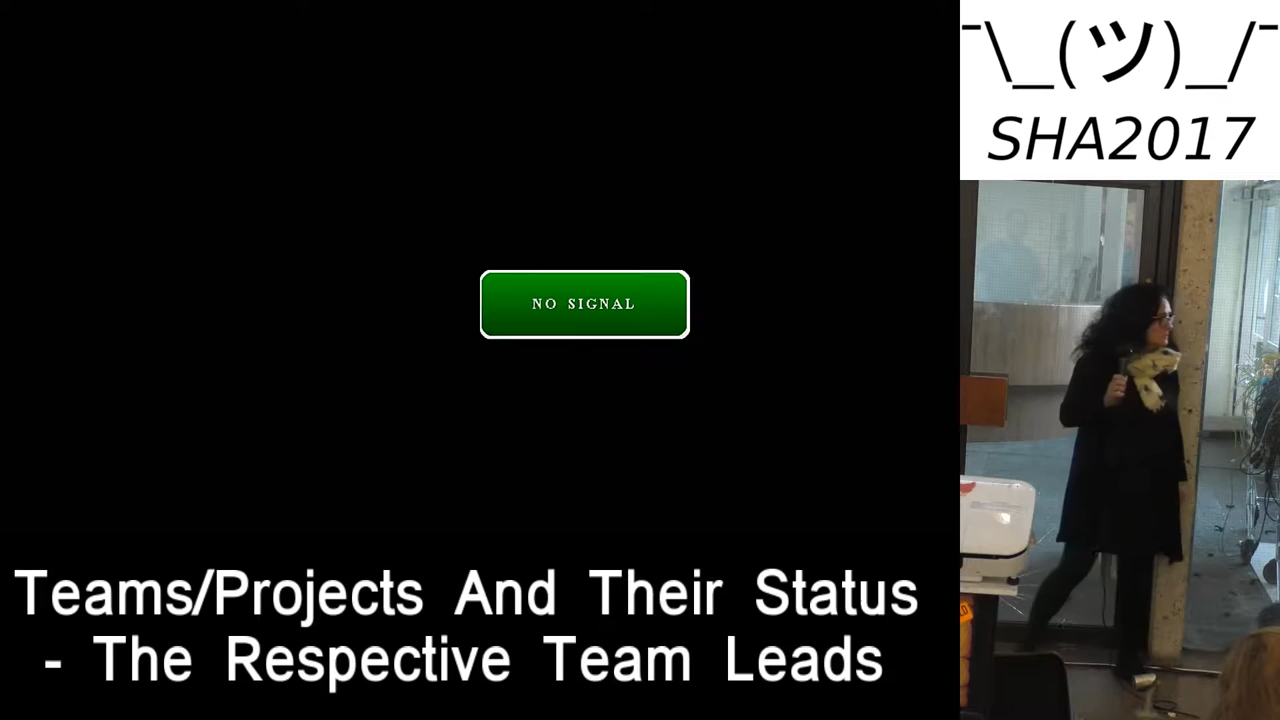 ¯\_(ツ)_/¯
SHA2017
NO SIGNAL
Teams/Projects And Their Status
- The Respective Team Leads